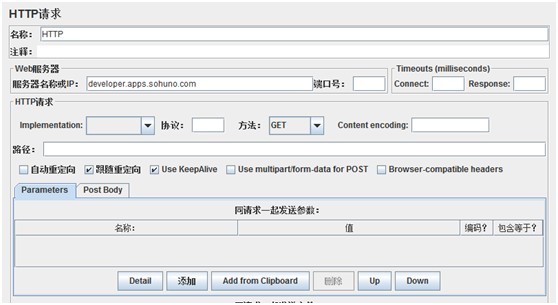 HTTP请求
名称： HTTP
注释：
Web服务器
Timeouts (milliseconds)
服务器名称或IP： developer.apps.sohuno.com 端口号： Connect: Response:
HTTP请求
Implementation: 协议： 方法： GET Content encoding:
路径：
自动重定向 跟随重定向 Use KeepAlive Use multipart/form-data for POST Browser-compatible headers
Parameters Post Body
同请求一起发送参数：
名称： 值 编码? 包含等于?
Detail 添加 Add from Clipboard 删除 Up Down